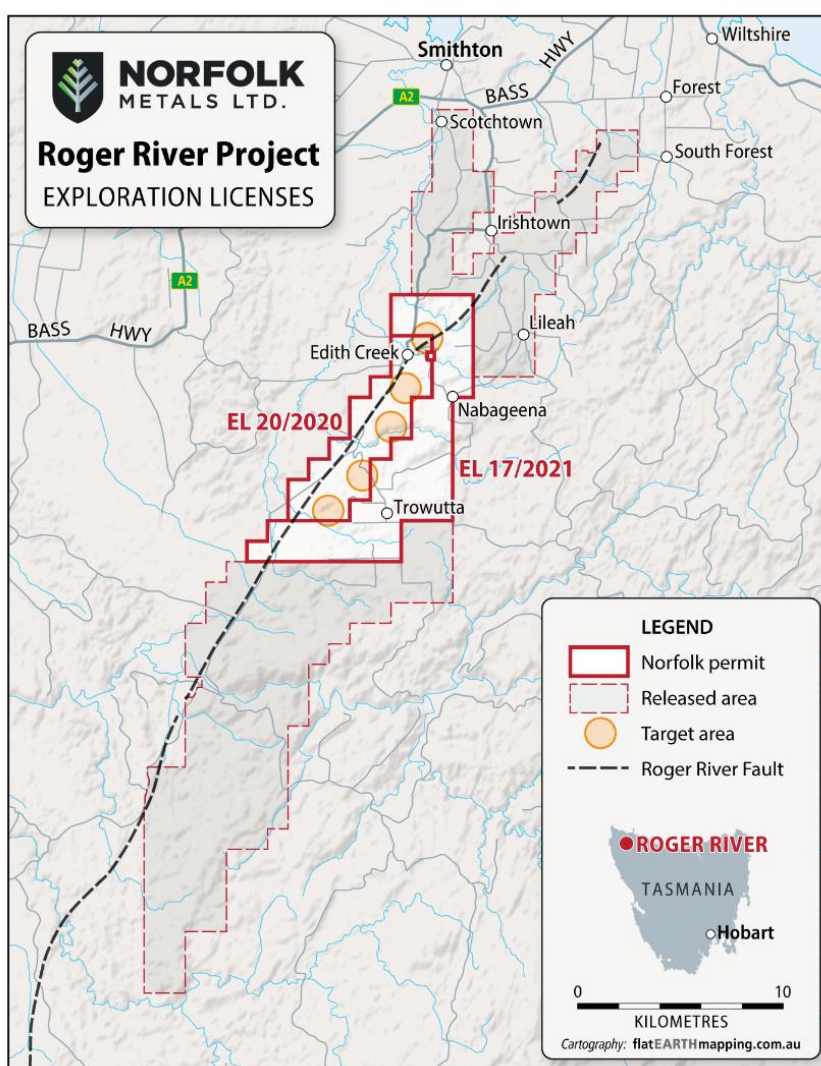 NORFOLK
METALS LTD.
Roger River Project
EXPLORATION LICENSES
Smithton
Wiltshire
BASS
HWY
A2
Scotchtown
Forest
South Forest
Irishtown
A2
BASS
HWY
Lileah
Edith Creek
Nabageena
EL 20/2020
EL 17/2021
Trowutta
LEGEND
Norfolk permit
Released area
Target area
Roger River Fault
ROGER RIVER
TASMANIA
Hobart
0 10
KILOMETRES
Cartography: flatEARTHmapping.com.au